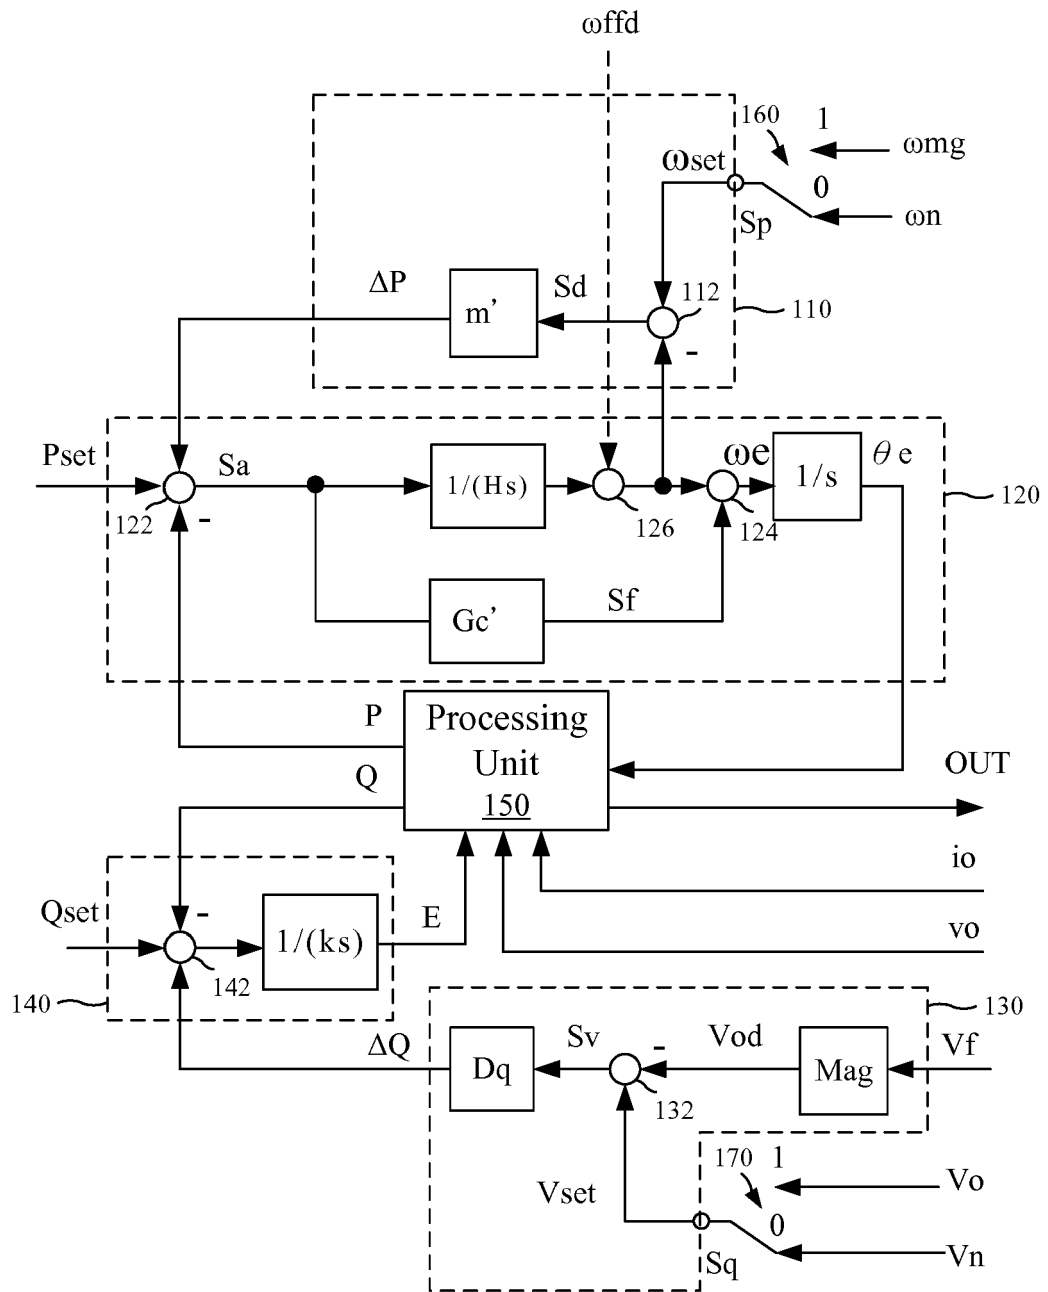 ωffd
160
1
ωmg
ωset
0
Sp
ωn
ΔP
m'
Sd
112
110
-
Pset
Sa
1/(Hs)
ωe
1/s
θe
122
-
126
124
120
Gc'
Sf
P
Processing
Unit
150
Q
OUT
io
Qset
-
E
1/(ks)
vo
142
140
130
ΔQ
Dq
Sv
-
Vod
Mag
Vf
132
170
1
Vset
Vo
0
Sq
Vn